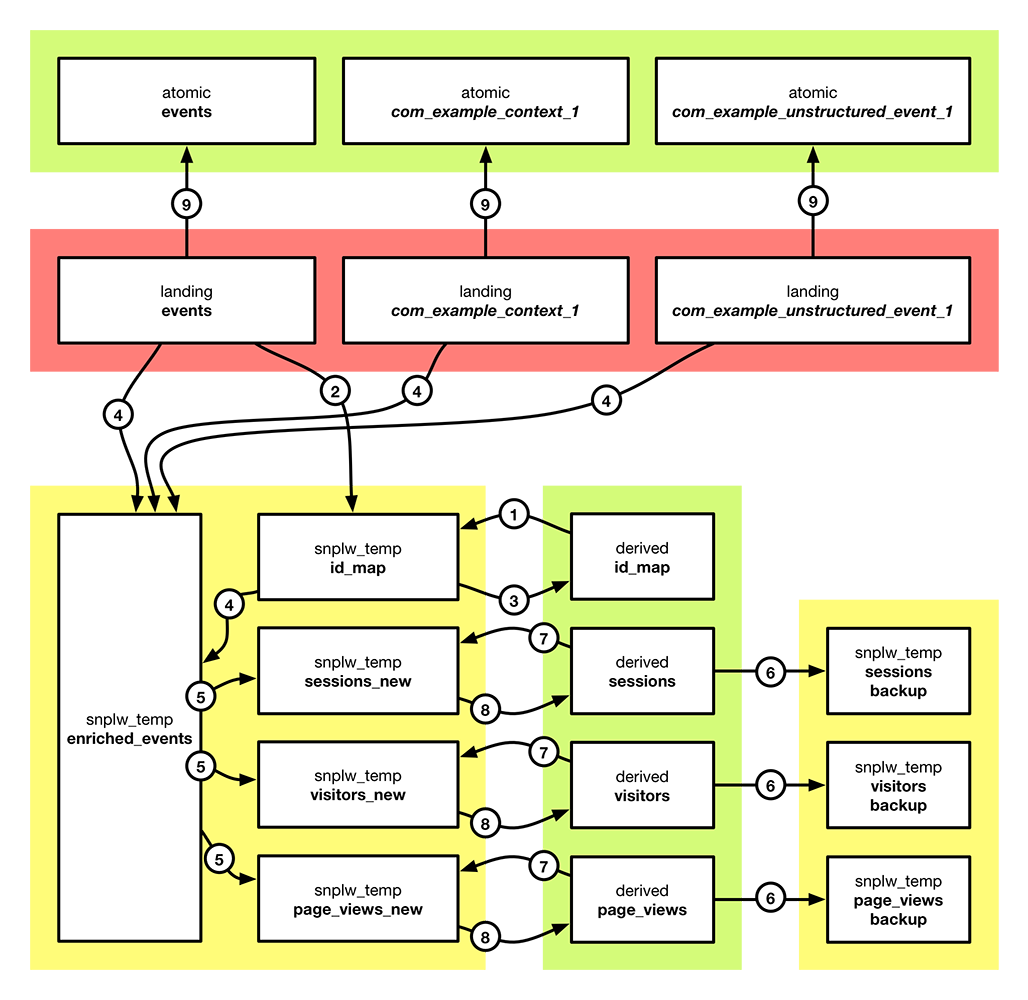 atomic
events
atomic
com_example_context_1
atomic
com_example_unstructured_event_1
9
9
9
landing
events
landing
com_example_context_1
landing
com_example_unstructured_event_1
4
2
4
4
snplw_temp
enriched_events
snplw_temp
id_map
1
3
derived
id_map
4
snplw_temp
sessions_new
7
8
derived
sessions
6
snplw_temp
sessions
backup
5
5
snplw_temp
visitors_new
7
8
derived
visitors
6
snplw_temp
visitors
backup
5
snplw_temp
page_views_new
7
8
derived
page_views
6
snplw_temp
page_views
backup